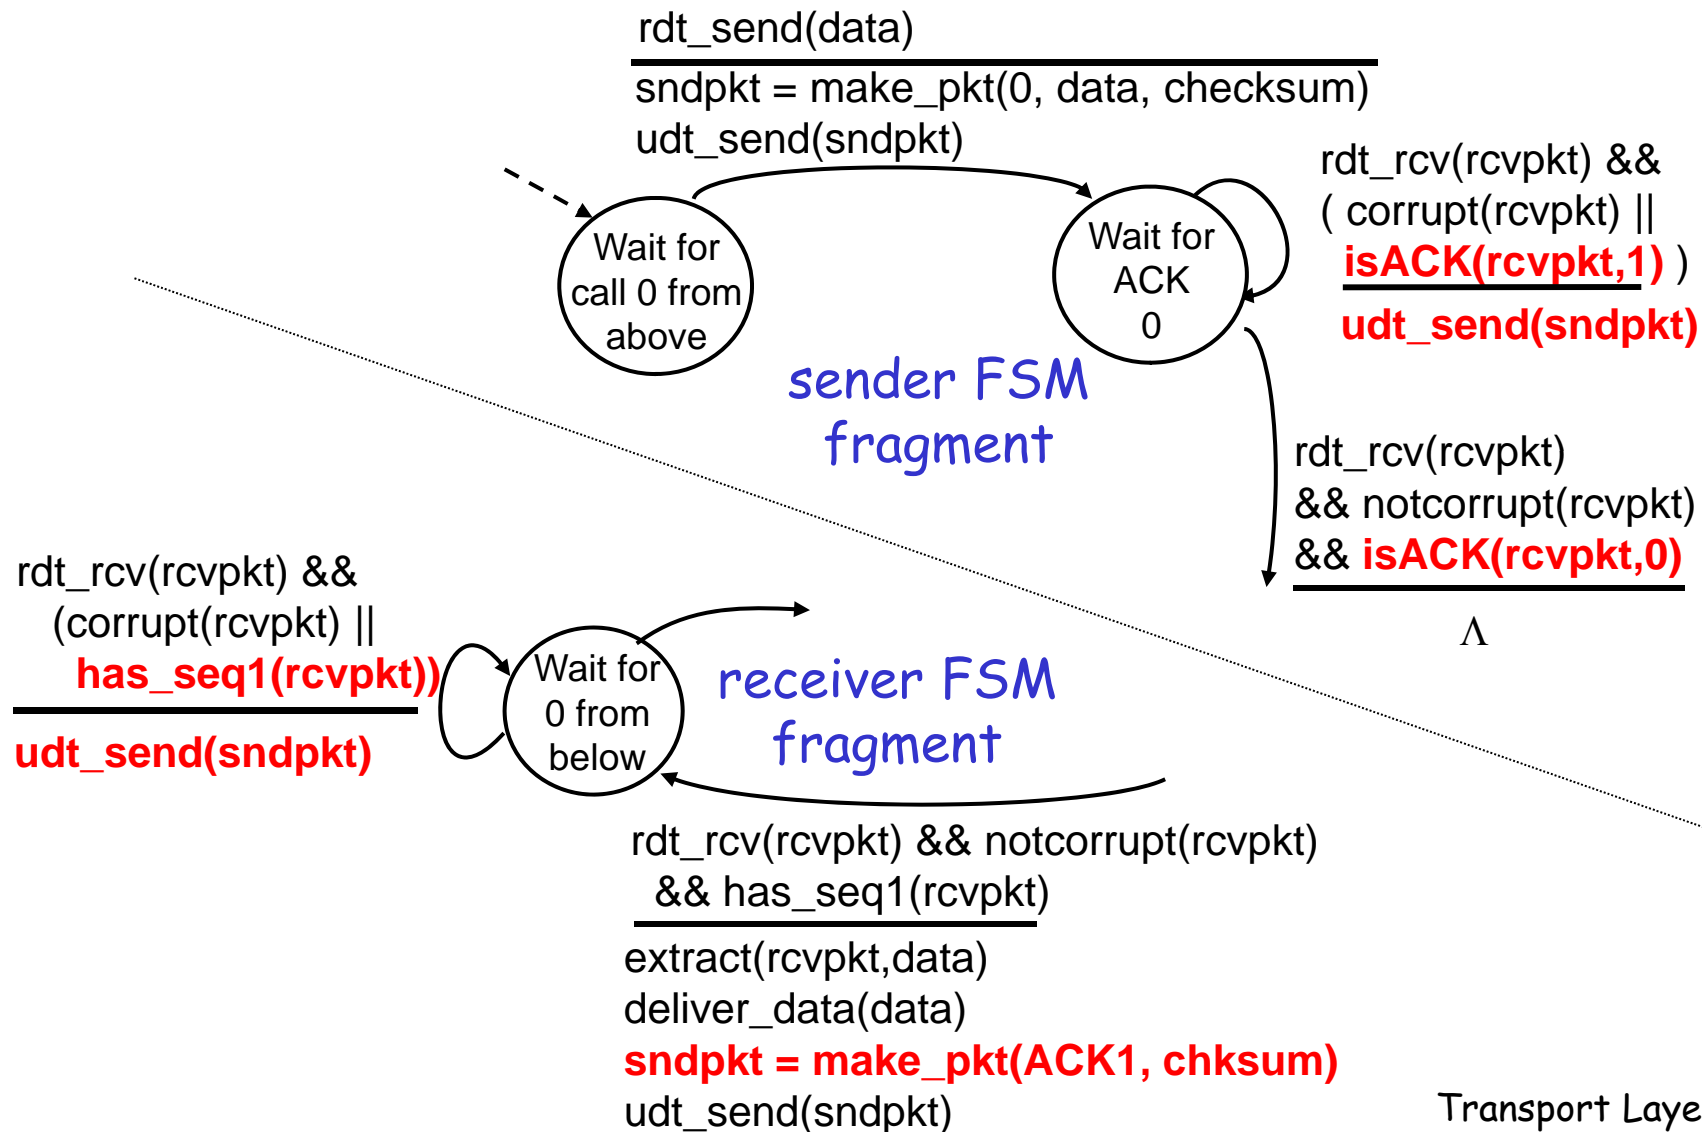 rdt_send(data)
sndpkt = make_pkt(0, data, checksum)
udt_send(sndpkt)
Wait for
call 0 from
above
Wait for
ACK
0
rdt_rcv(rcvpkt) &&
( corrupt(rcvpkt) ||
isACK(rcvpkt,1) )
udt_send(sndpkt)
sender FSM
fragment
rdt_rcv(rcvpkt)
&& notcorrupt(rcvpkt)
&& isACK(rcvpkt,0)
Λ
rdt_rcv(rcvpkt) &&
(corrupt(rcvpkt) ||
has_seq1(rcvpkt))
udt_send(sndpkt)
Wait for
0 from
below
receiver FSM
fragment
rdt_rcv(rcvpkt) && notcorrupt(rcvpkt)
&& has_seq1(rcvpkt)
extract(rcvpkt,data)
deliver_data(data)
sndpkt = make_pkt(ACK1, chksum)
udt_send(sndpkt)
Transport Laye